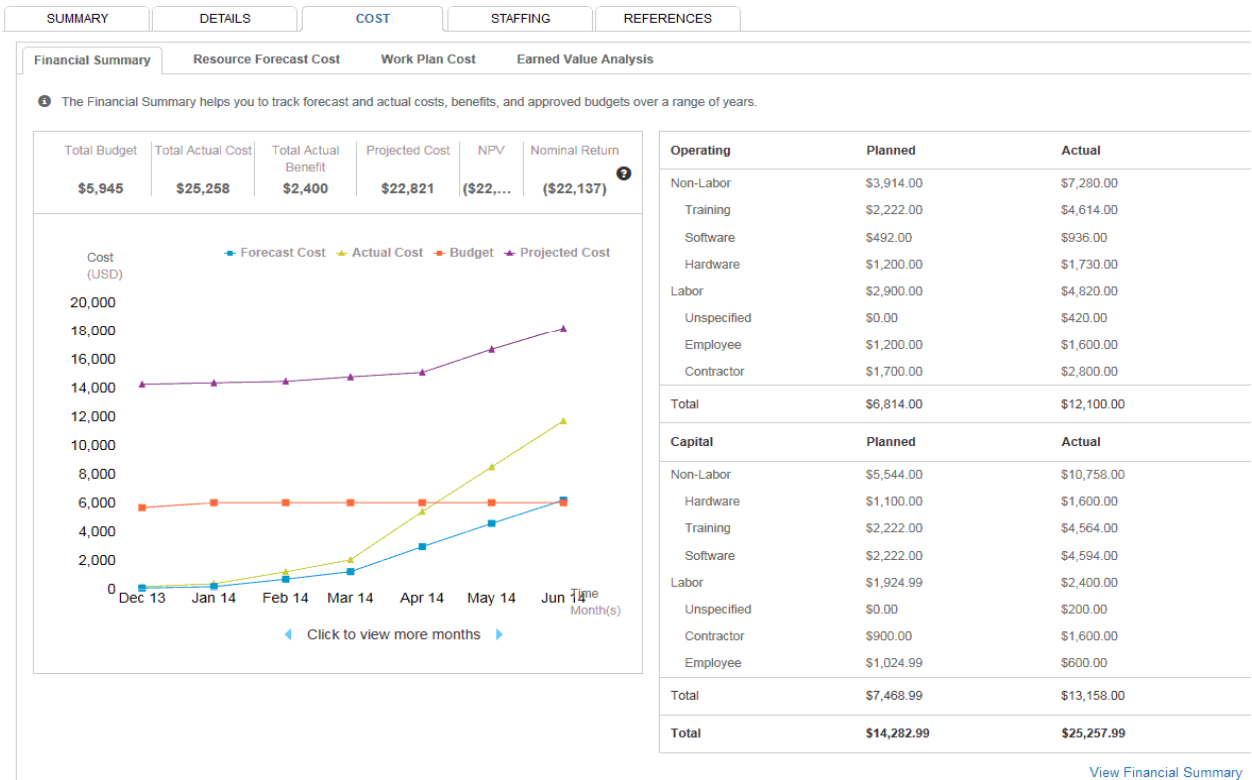 SUMMARY DETAILS COST STAFFING REFERENCES
Financial Summary Resource Forecast Cost Work Plan Cost Earned Value Analysis
The Financial Summary helps you to track forecast and actual costs, benefits, and approved budgets over a range of years.
Total Budget Total Actual Cost Total Actual Benefit Projected Cost NPV Nominal Return
$5,945 $25,258 $2,400 $22,821 ($22,... ($22,137)
Cost
(USD)
Forecast Cost Actual Cost Budget Projected Cost
20,000
18,000
16,000
14,000
12,000
10,000
8,000
6,000
4,000
2,000
0
Dec 13 Jan 14 Feb 14 Mar 14 Apr 14 May 14 Jun 14
Time
Month(s)
Click to view more months
Operating Planned Actual
Non-Labor $3,914.00 $7,280.00
Training $2,222.00 $4,614.00
Software $492.00 $936.00
Hardware $1,200.00 $1,730.00
Labor $2,900.00 $4,820.00
Unspecified $0.00 $420.00
Employee $1,200.00 $1,600.00
Contractor $1,700.00 $2,800.00
Total $6,814.00 $12,100.00
Capital Planned Actual
Non-Labor $5,544.00 $10,758.00
Hardware $1,100.00 $1,600.00
Training $2,222.00 $4,564.00
Software $2,222.00 $4,594.00
Labor $1,924.99 $2,400.00
Unspecified $0.00 $200.00
Contractor $900.00 $1,600.00
Employee $1,024.99 $600.00
Total $7,468.99 $13,158.00
Total $14,282.99 $25,257.99
View Financial Summary